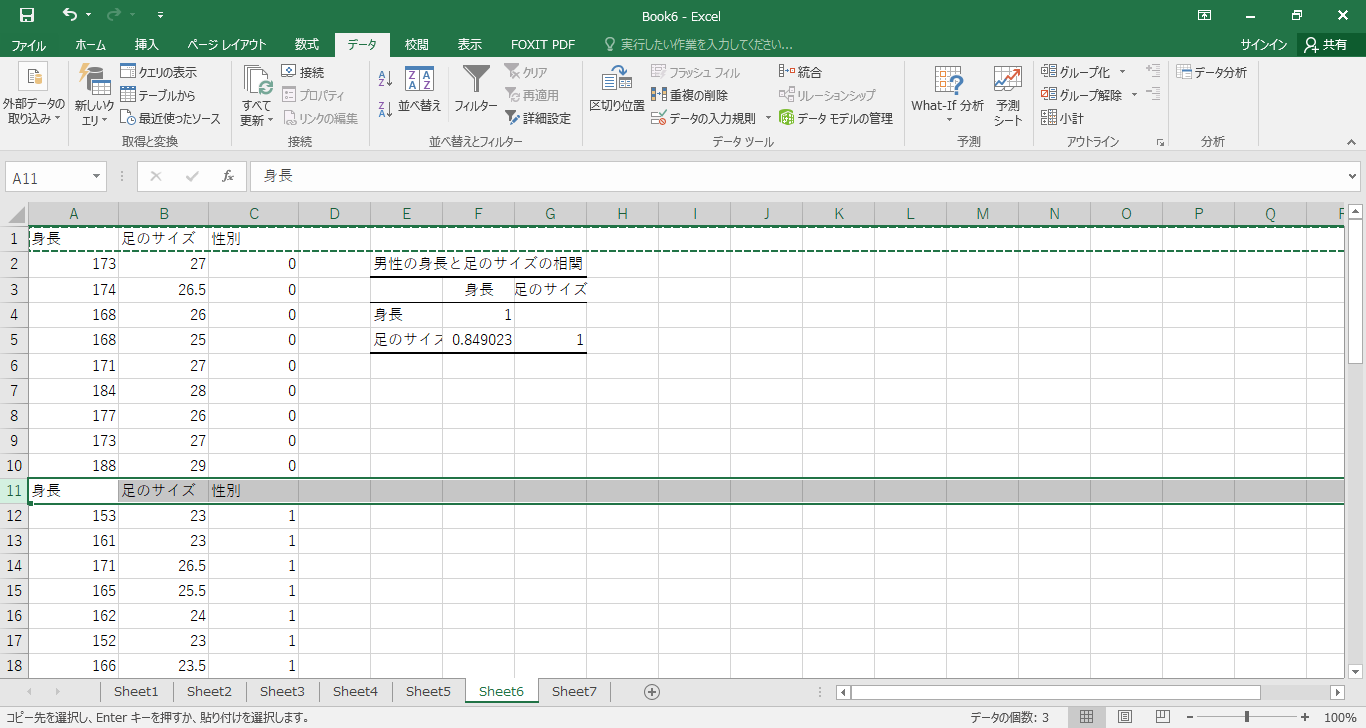 Book6 - Excel
ファイル ホーム 挿入 ページ レイアウト 数式 データ 校閲 表示 FOXIT PDF 実行したい作業を入力してください... サインイン 共有
外部データの
取り込み
新しいク
エリ
クエリの表示
テーブルから
最近使ったソース
取得と変換
すべて
更新
接続
プロパティ
リンクの編集
接続
並べ替え
フィルター
クリア
再適用
詳細設定
並べ替えとフィルター
区切り位置
フラッシュ フィル
重複の削除
データの入力規則
統合
リレーションシップ
データ モデルの管理
データ ツール
What-If 分析
予測
シート
予測
グループ化
グループ解除
小計
アウトライン
データ分析
分析
A11 fx 身長
A B C D E F G H I J K L M N O P Q
1 身長 足のサイズ 性別
2 173 27 0 男性の身長と足のサイズの相関
3 174 26.5 0 身長 足のサイズ
4 168 26 0 身長 1
5 168 25 0 足のサイズ 0.849023 1
6 171 27 0
7 184 28 0
8 177 26 0
9 173 27 0
10 188 29 0
11 身長 足のサイズ 性別
12 153 23 1
13 161 23 1
14 171 26.5 1
15 165 25.5 1
16 162 24 1
17 152 23 1
18 166 23.5 1
Sheet1 Sheet2 Sheet3 Sheet4 Sheet5 Sheet6 Sheet7
コピー先を選択し、Enter キーを押すか、貼り付けを選択します。 データの個数: 3 100%